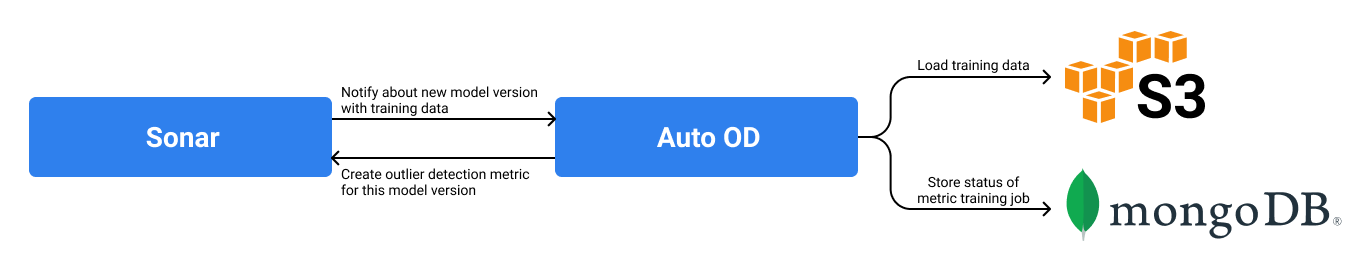 Notify about new model version
with training data
Sonar
Create outlier detection metric
for this model version
Auto OD
Load training data
S3
Store status of
metric training job
mongoDB®